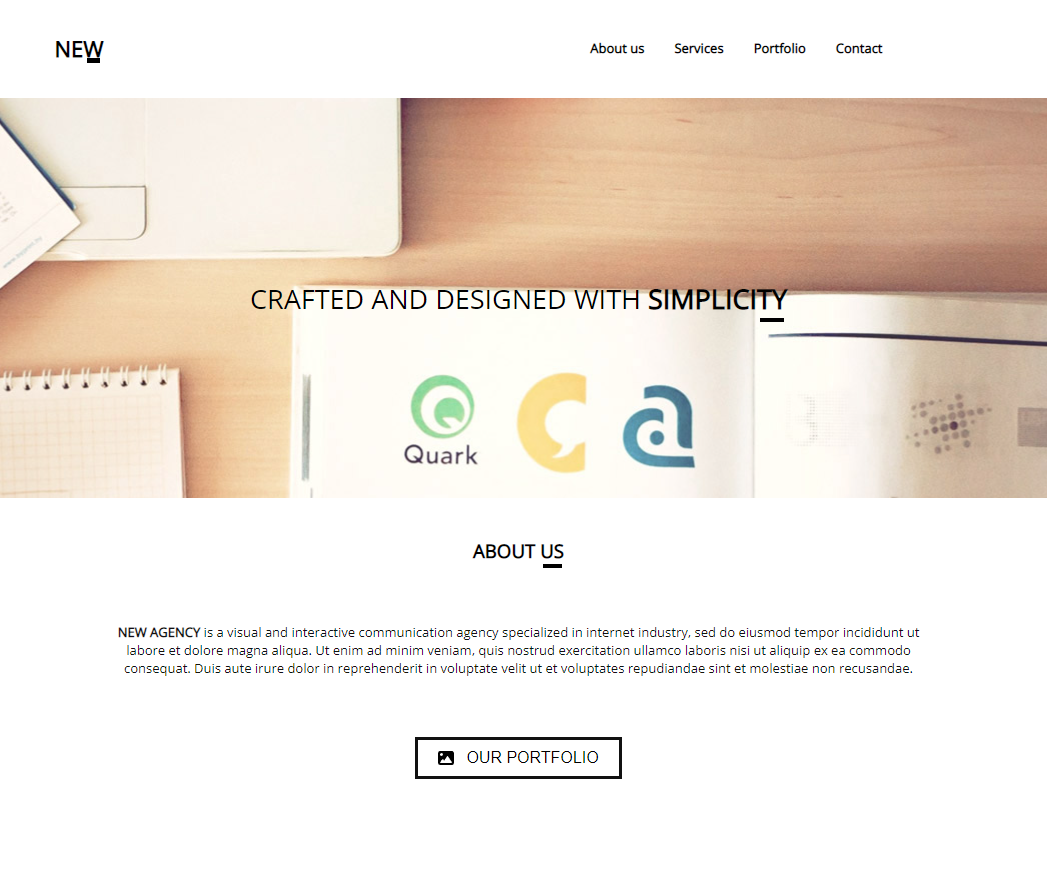 NEW
About us Services Portfolio Contact
CRAFTED AND DESIGNED WITH SIMPLICITY
Quark
ABOUT US
NEW AGENCY is a visual and interactive communication agency specialized in internet industry, sed do eiusmod tempor incididunt ut
labore et dolore magna aliqua. Ut enim ad minim veniam, quis nostrud exercitation ullamco laboris nisi ut aliquip ex ea commodo
consequat. Duis aute irure dolor in reprehenderit in voluptate velit ut et voluptates repudiandae sint et molestiae non recusandae.
OUR PORTFOLIO